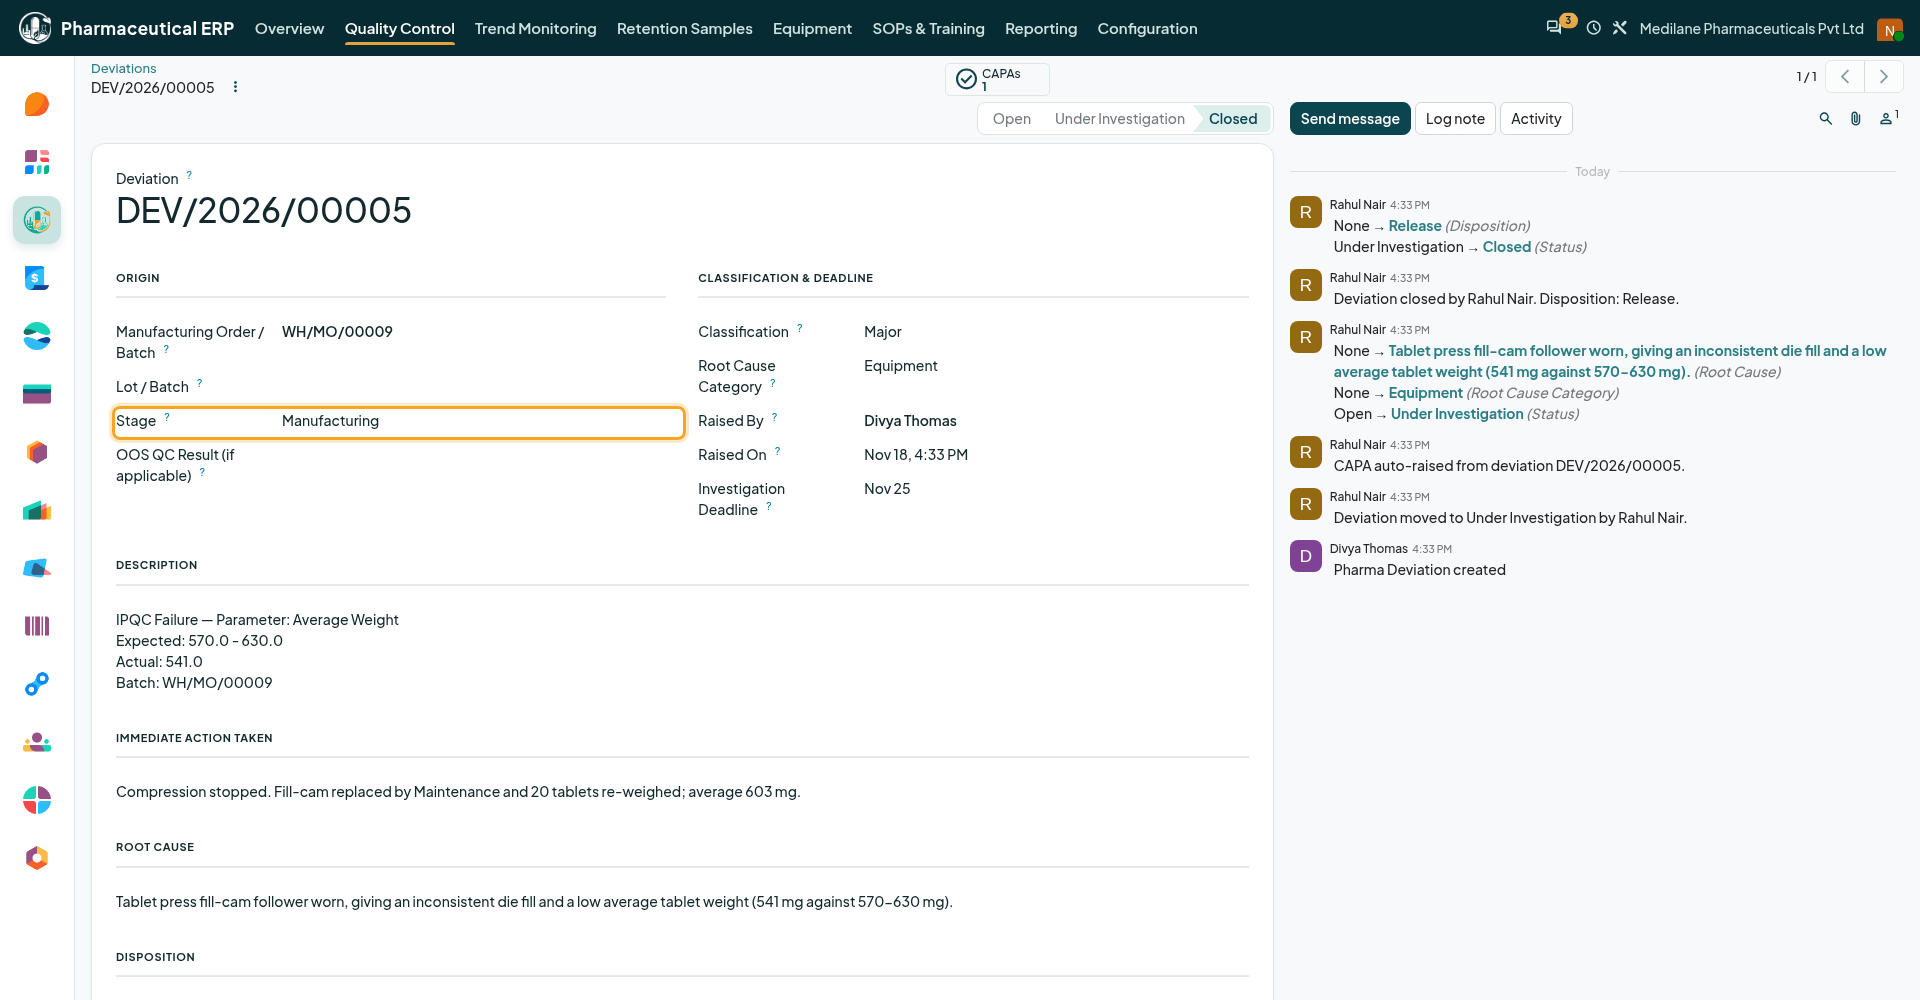 Pharmaceutical ERP
Overview
Quality Control
Trend Monitoring
Retention Samples
Equipment
SOPs & Training
Reporting
Configuration
3
Medilane Pharmaceuticals Pvt Ltd
N
Deviations
DEV/2026/00005
CAPAs
1
1 / 1
Open
Under Investigation
Closed
Send message
Log note
Activity
1
Deviation ?
DEV/2026/00005
ORIGIN
Manufacturing Order /
Batch ?
WH/MO/00009
Lot / Batch ?
Stage ?
Manufacturing
OOS QC Result (if
applicable) ?
CLASSIFICATION & DEADLINE
Classification ?
Major
Root Cause
Category ?
Equipment
Raised By ?
Divya Thomas
Raised On ?
Nov 18, 4:33 PM
Investigation
Deadline ?
Nov 25
DESCRIPTION
IPQC Failure — Parameter: Average Weight
Expected: 570.0 - 630.0
Actual: 541.0
Batch: WH/MO/00009
IMMEDIATE ACTION TAKEN
Compression stopped. Fill-cam replaced by Maintenance and 20 tablets re-weighed; average 603 mg.
ROOT CAUSE
Tablet press fill-cam follower worn, giving an inconsistent die fill and a low average tablet weight (541 mg against 570–630 mg).
DISPOSITION
Today
R
Rahul Nair 4:33 PM
None → Release (Disposition)
Under Investigation → Closed (Status)
R
Rahul Nair 4:33 PM
Deviation closed by Rahul Nair. Disposition: Release.
R
Rahul Nair 4:33 PM
None → Tablet press fill-cam follower worn, giving an inconsistent die fill and a low
average tablet weight (541 mg against 570–630 mg). (Root Cause)
None → Equipment (Root Cause Category)
Open → Under Investigation (Status)
R
Rahul Nair 4:33 PM
CAPA auto-raised from deviation DEV/2026/00005.
R
Rahul Nair 4:33 PM
Deviation moved to Under Investigation by Rahul Nair.
D
Divya Thomas 4:33 PM
Pharma Deviation created